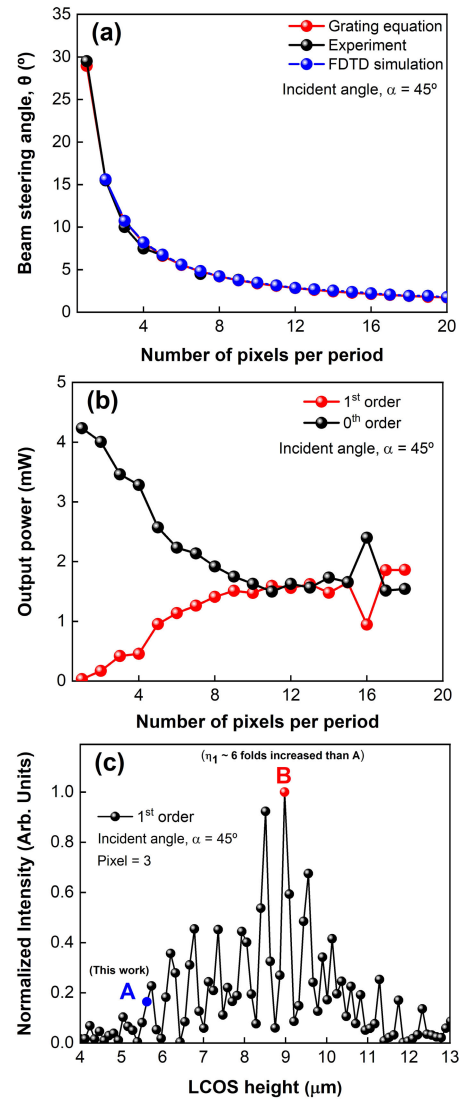 (a)
Grating equation
Experiment
FDTD simulation
Incident angle, α = 45º
Beam steering angle, θ (º)
35
30
25
20
15
10
5
0
4
8
12
16
20
Number of pixels per period
(b)
1st order
0th order
Incident angle, α = 45º
Output power (mW)
5
4
3
2
1
0
4
8
12
16
20
Number of pixels per period
(c)
(η1 ~ 6 folds increased than A)
B
1st order
Incident angle, α = 45º
Pixel = 3
(This work)
A
Normalized Intensity (Arb. Units)
1.0
0.8
0.6
0.4
0.2
0.0
4
5
6
7
8
9
10
11
12
13
LCOS height (μm)